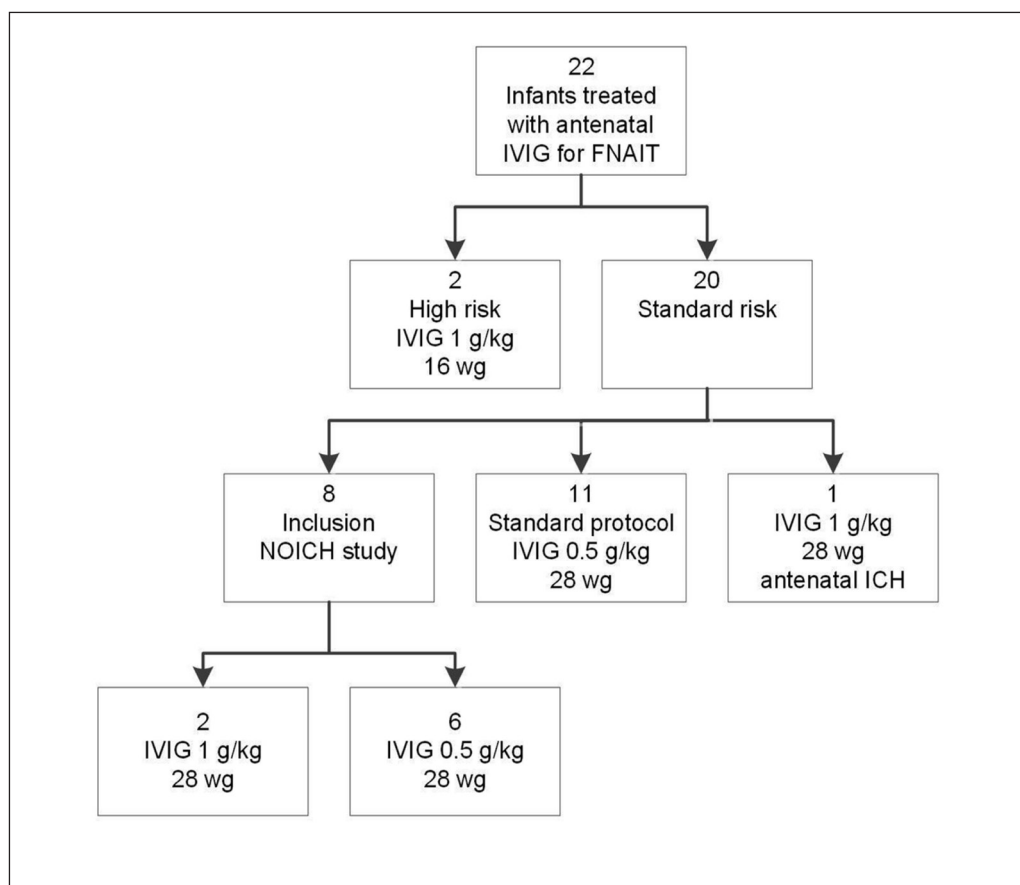 22
Infants treated
with antenatal
IVIG for FNAIT
2
High risk
IVIG 1 g/kg
16 wg
20
Standard risk
8
Inclusion
NOICH study
11
Standard protocol
IVIG 0.5 g/kg
28 wg
1
IVIG 1 g/kg
28 wg
antenatal ICH
2
IVIG 1 g/kg
28 wg
6
IVIG 0.5 g/kg
28 wg